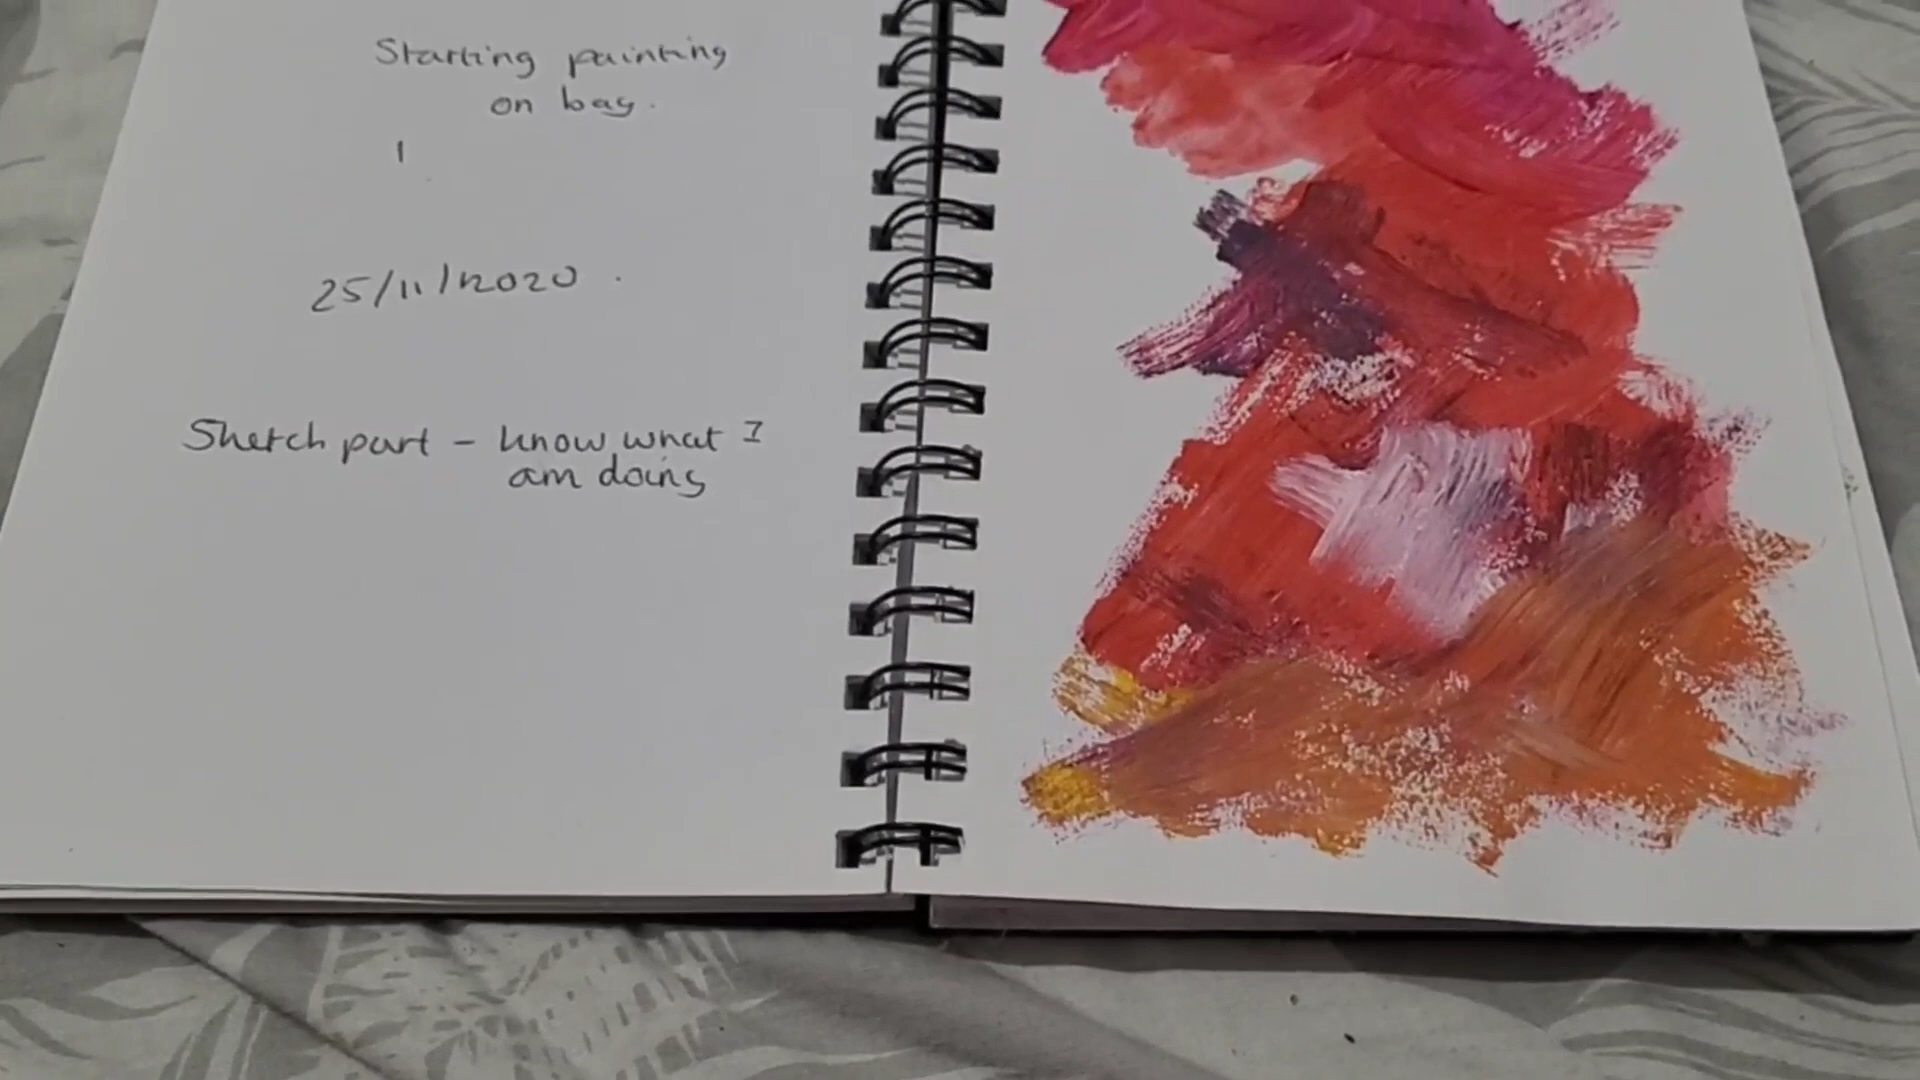 Starting painting
on bag.
1
25/11/2020.
Sketch part - know what I
am doing